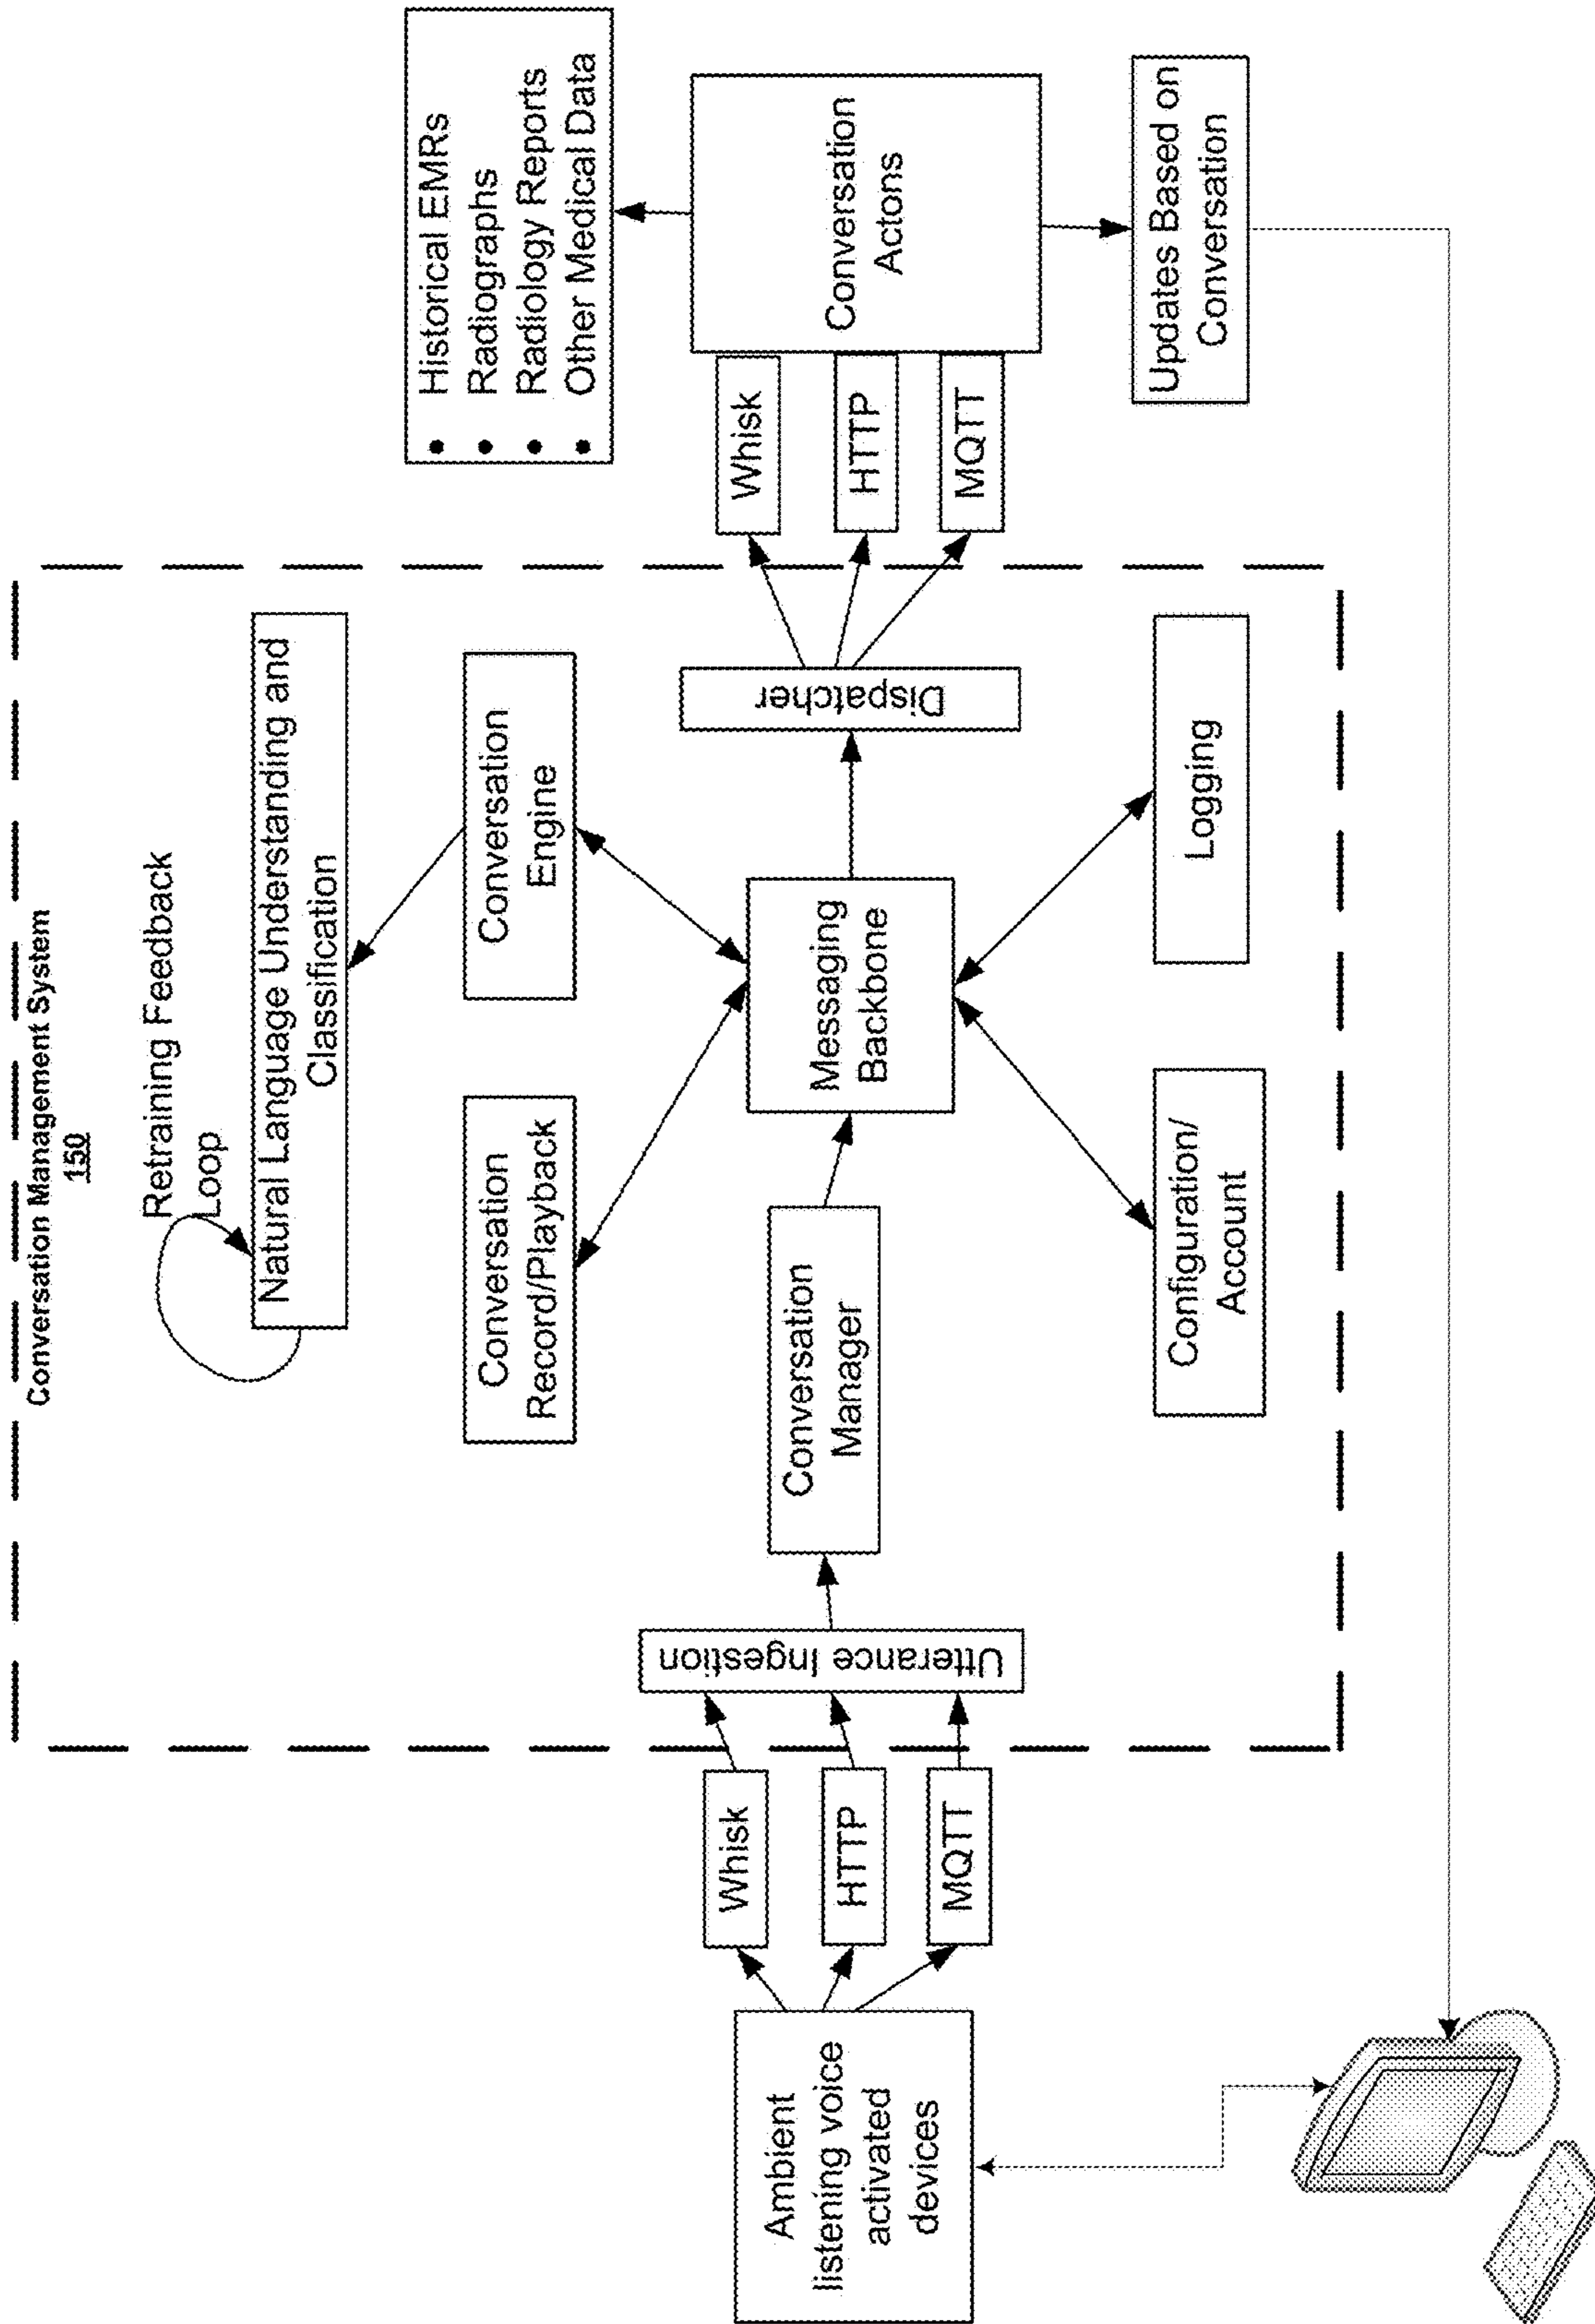 Conversation Management System
150
Retraining Feedback
Loop
Natural Language Understanding and
Classification
Conversation
Record/Playback
Conversation
Engine
Ambient
listening voice
activated
devices
Whisk
HTTP
MQTT
Utterance Ingestion
Conversation
Manager
Messaging
Backbone
Dispatcher
Whisk
HTTP
MQTT
Conversation
Actons
• Historical EMRs
• Radiographs
• Radiology Reports
• Other Medical Data
Configuration/
Account
Logging
Updates Based on
Conversation